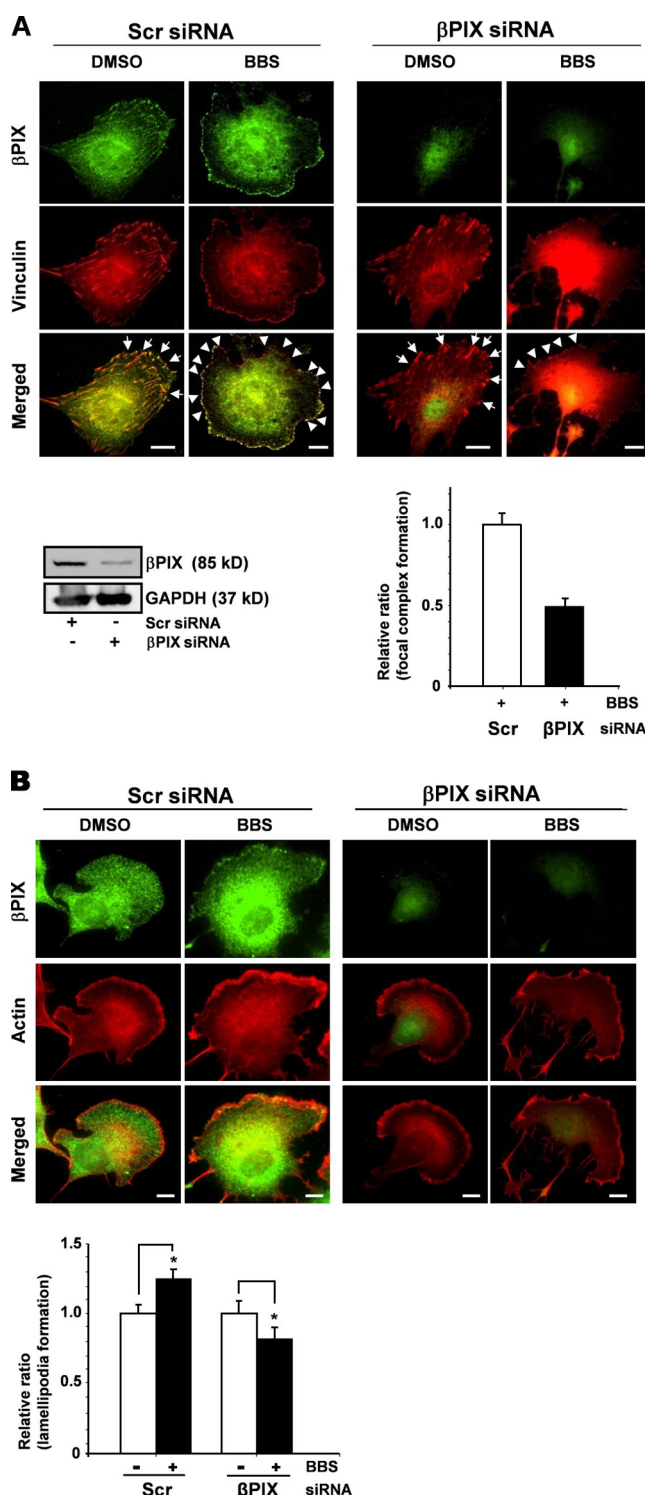 A
Scr siRNA
βPIX siRNA
DMSO
BBS
DMSO
BBS
βPIX
Vinculin
Merged
βPIX (85 kD)
GAPDH (37 kD)
+ - Scr siRNA
- + βPIX siRNA
Relative ratio
(focal complex formation)
1.0
0.5
0
+ + BBS
Scr βPIX siRNA
B
Scr siRNA
βPIX siRNA
DMSO
BBS
DMSO
BBS
βPIX
Actin
Merged
Relative ratio
(lamellipodia formation)
1.5
1.0
0.5
0
*
*
- + - + BBS
Scr βPIX siRNA